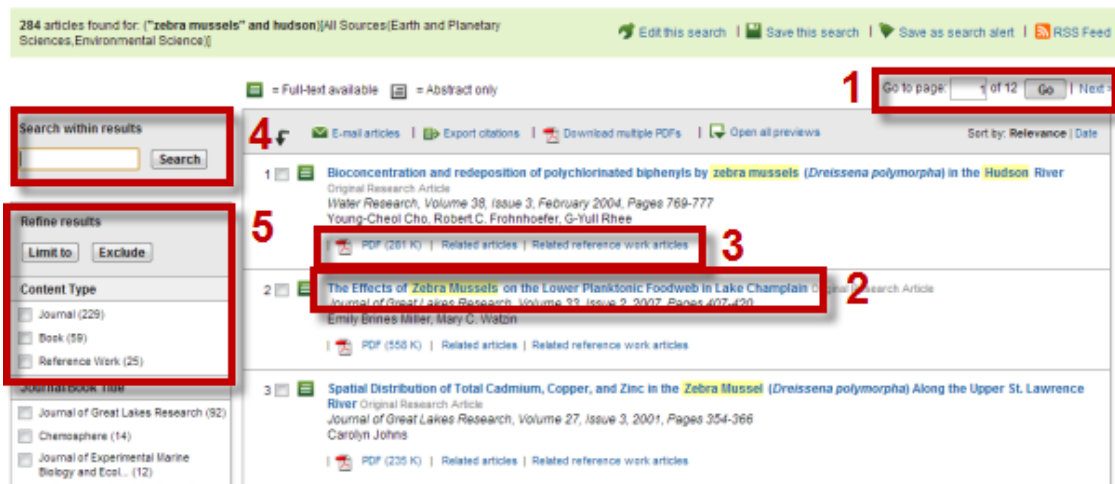 284 articles found for: ("zebra mussels" and hudson)[All Sources(Earth and Planetary
Sciences,Environmental Science)]
Edit this search | Save this search | Save as search alert | RSS Feed
= Full-text available = Abstract only
1
Go to page: 1 of 12 Go | Next >
Search within results
Search
4
E-mail articles | Export citations | Download multiple PDFs | Open all previews
Sort by: Relevance | Date
1
Bioconcentration and redeposition of polychlorinated biphenyls by zebra mussels (Dreissena polymorpha) in the Hudson River
Original Research Article
Water Research, Volume 38, Issue 3, February 2004, Pages 769-777
Young-Cheol Cho, Robert C. Frohnhoefer, G-Yull Rhee
| PDF (281 K) | Related articles | Related reference work articles
3
5
Refine results
Limit to Exclude
Content Type
Journal (229)
Book (59)
Reference Work (25)
2
The Effects of Zebra Mussels on the Lower Planktonic Foodweb in Lake Champlain Original Research Article
2
Journal of Great Lakes Research, Volume 33, Issue 2, 2007, Pages 407-420
Emily Brines Miller, Mary C. Watzin
| PDF (558 K) | Related articles | Related reference work articles
Journal/Book Title
Journal of Great Lakes Research (92)
Chemosphere (14)
Journal of Experimental Marine
Biology and Ecol... (12)
3
Spatial Distribution of Total Cadmium, Copper, and Zinc in the Zebra Mussel (Dreissena polymorpha) Along the Upper St. Lawrence
River Original Research Article
Journal of Great Lakes Research, Volume 27, Issue 3, 2001, Pages 354-366
Carolyn Johns
| PDF (235 K) | Related articles | Related reference work articles